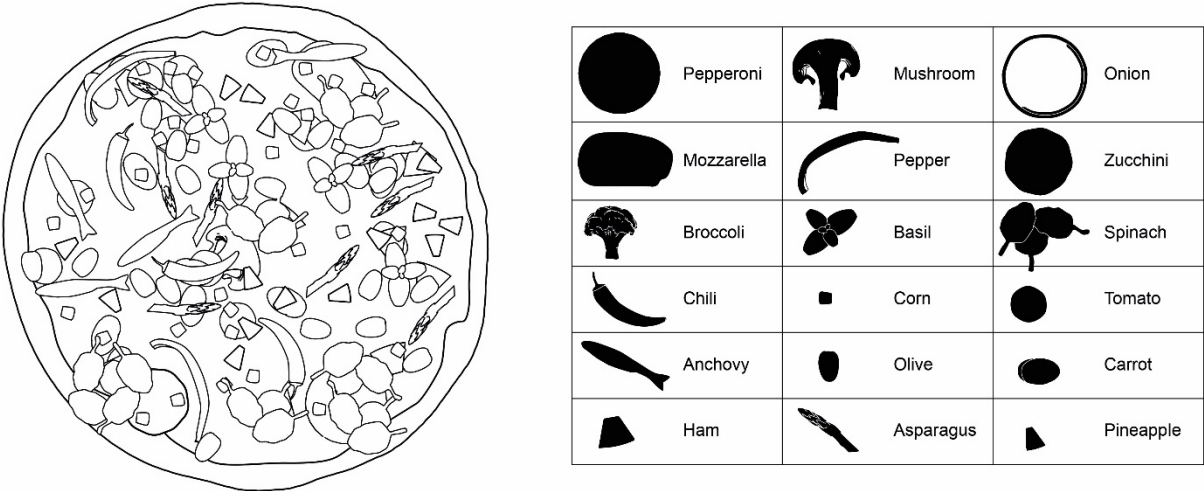 Pepperoni Mushroom Onion
Mozzarella Pepper Zucchini
Broccoli Basil Spinach
Chili Corn Tomato
Anchovy Olive Carrot
Ham Asparagus Pineapple